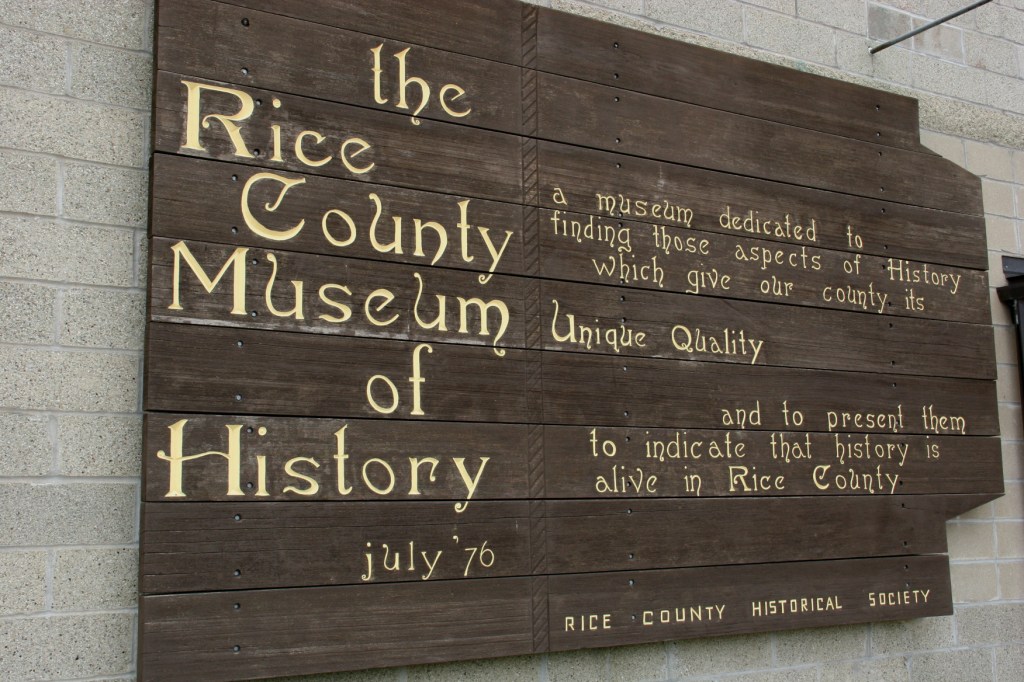 the
Rice
County
Museum
of
History
july '76
a museum dedicated to
finding those aspects of History
which give our county its
Unique Quality
and to present them
to indicate that history is
alive in Rice County
RICE COUNTY HISTORICAL SOCIETY